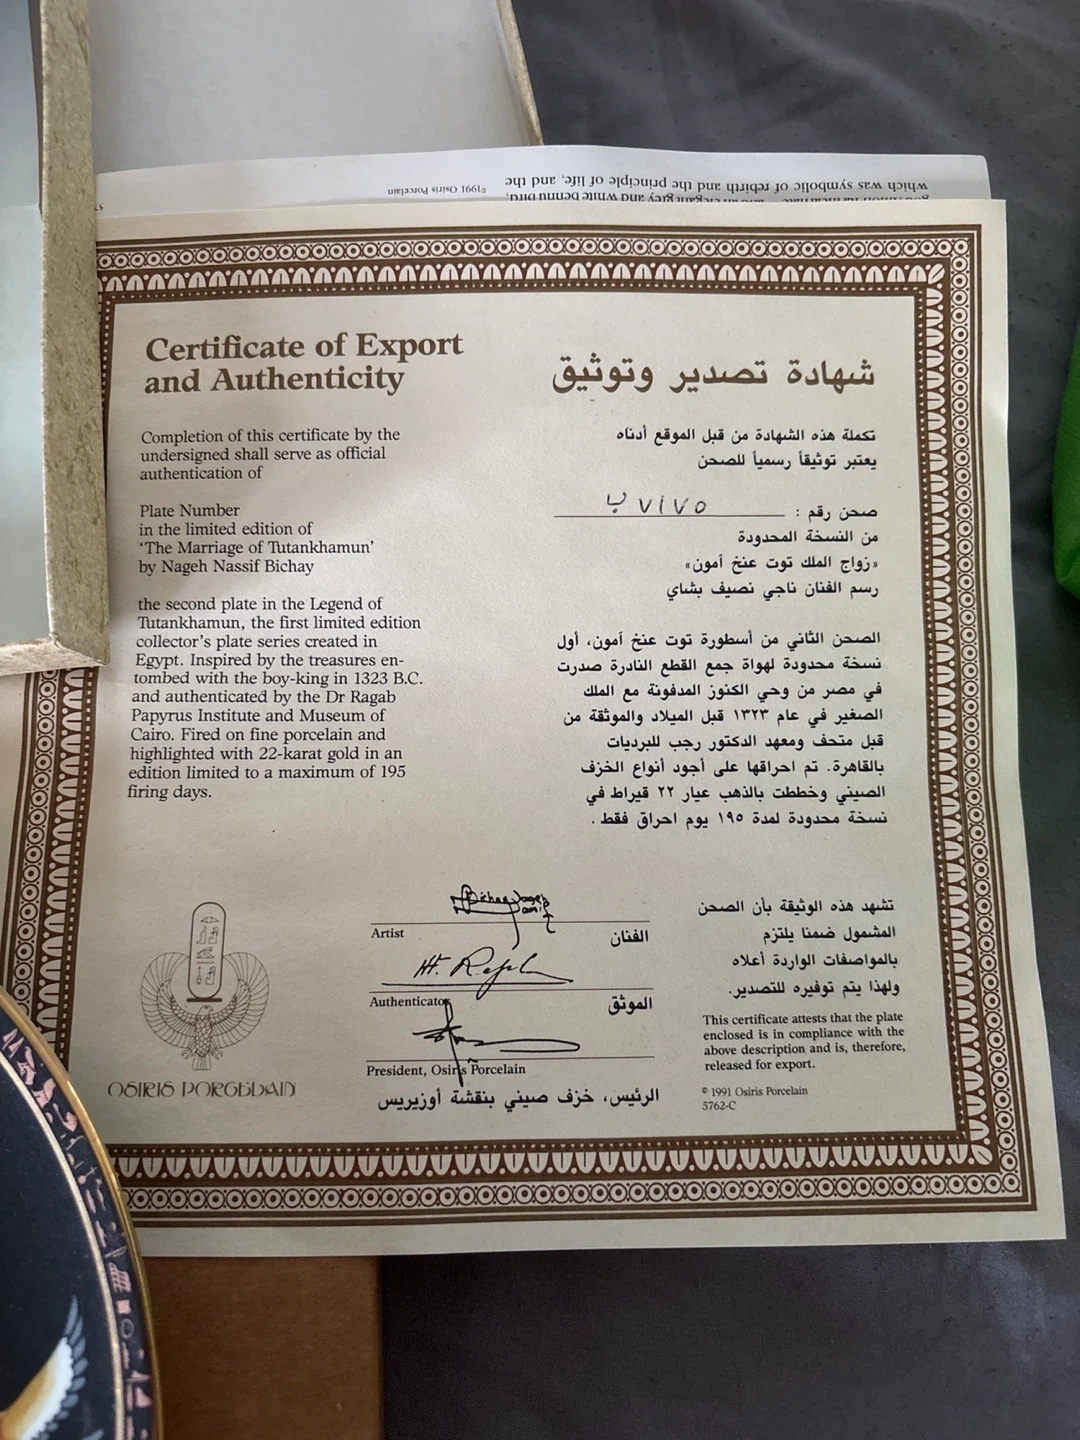 which was symbolic of rebirth and the principle of life, and the
©1991 Osiris Porcelain
Certificate of Export
and Authenticity
Completion of this certificate by the
undersigned shall serve as official
authentication of
Plate Number
in the limited edition of
‘The Marriage of Tutankhamun’
by Nageh Nassif Bichay
the second plate in the Legend of
Tutankhamun, the first limited edition
collector's plate series created in
Egypt. Inspired by the treasures en-
tombed with the boy-king in 1323 B.C.
and authenticated by the Dr Ragab
Papyrus Institute and Museum of
Cairo. Fired on fine porcelain and
highlighted with 22-karat gold in an
edition limited to a maximum of 195
firing days.
شهادة تصدير وتوثيق
تكملة هذه الشهادة من قبل الموقع أدناه
يعتبر توثيقاً رسمياً للصحن
صحن رقم : ٧١٧٥ ب
من النسخة المحدودة
«زواج الملك توت عنخ آمون»
رسم الفنان ناجي نصيف بشاي
الصحن الثاني من أسطورة توت عنخ آمون، أول
نسخة محدودة لهواة جمع القطع النادرة صدرت
في مصر من وحي الكنوز المدفونة مع الملك
الصغير في عام ١٣٢٣ قبل الميلاد والموثقة من
قبل متحف ومعهد الدكتور رجب للبرديات
بالقاهرة. تم احراقها على أجود أنواع الخزف
الصيني وخططت بالذهب عيار ٢٢ قيراط في
نسخة محدودة لمدة ١٩٥ يوم احراق فقط .
OSIRIS PORCELAIN
Artist
الفنان
Authenticator
الموثق
President, Osiris Porcelain
الرئيس، خزف صيني بنقشة أوزيريس
تشهد هذه الوثيقة بأن الصحن
المشمول ضمنا يلتزم
بالمواصفات الواردة أعلاه
ولهذا يتم توفيره للتصدير.
This certificate attests that the plate
enclosed is in compliance with the
above description and is, therefore,
released for export.
© 1991 Osiris Porcelain
5762-C